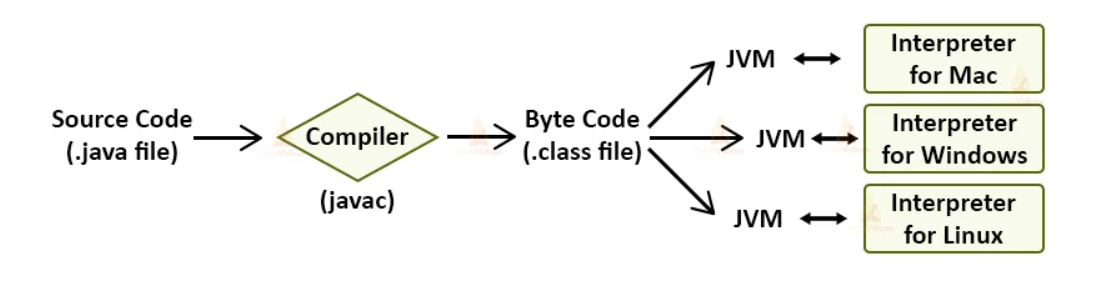 Source Code
(.java file)
Compiler
(javac)
Byte Code
(.class file)
JVM
Interpreter
for Mac
JVM
Interpreter
for Windows
JVM
Interpreter
for Linux